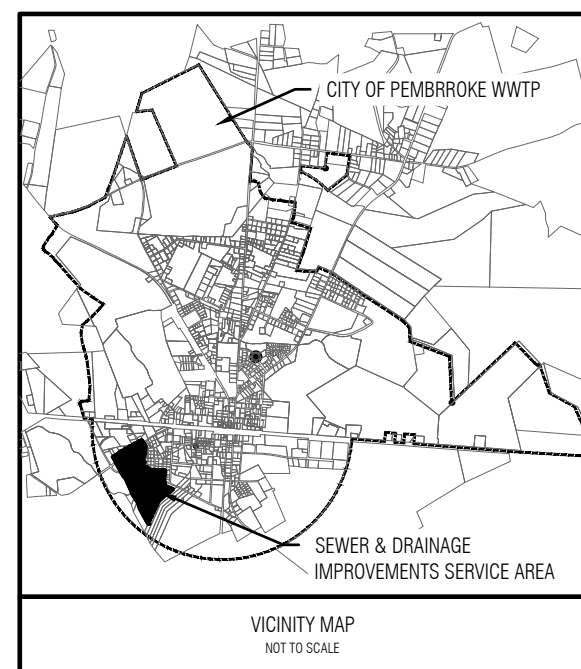 CITY OF PEMBRROKE WWTP
SEWER & DRAINAGE
IMPROVEMENTS SERVICE AREA
VICINITY MAP
NOT TO SCALE